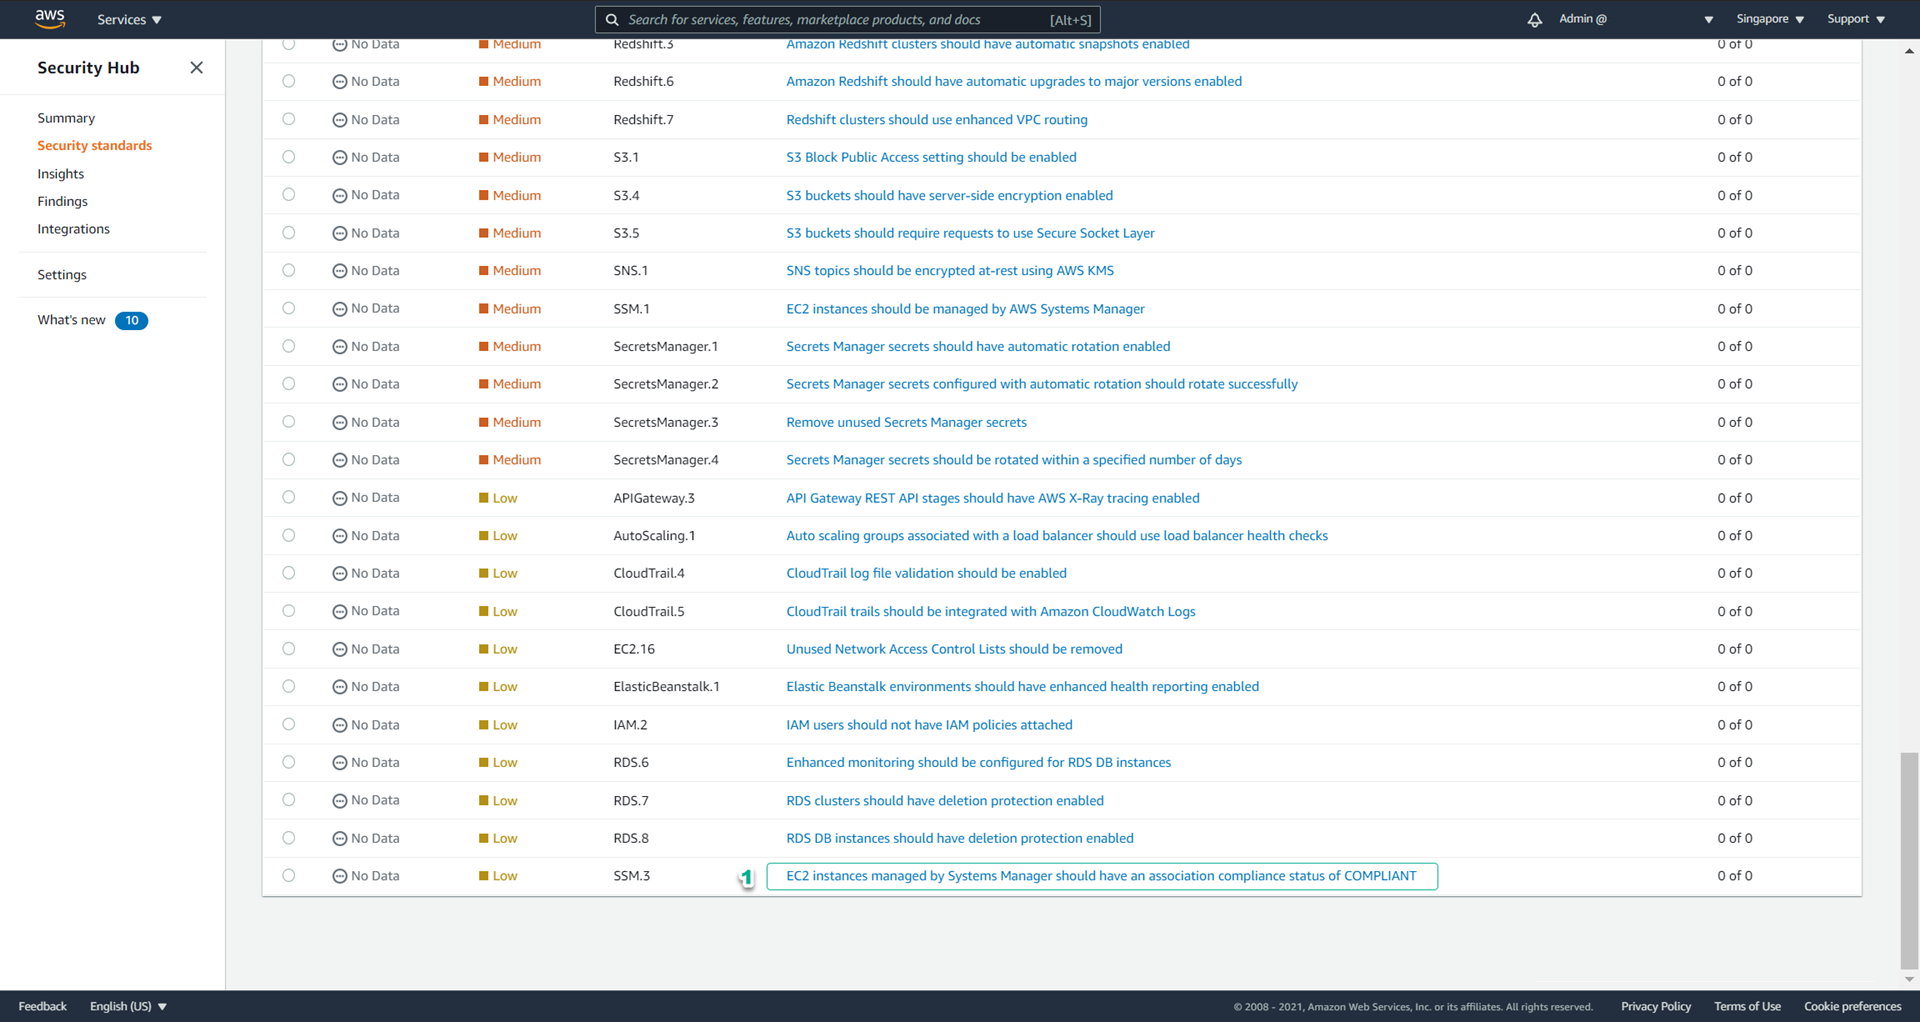 aws Services ▼ Search for services, features, marketplace products, and docs [Alt+S] Admin @ ▼ Singapore ▼ Support ▼
Security Hub
Summary
Security standards
Insights
Findings
Integrations
Settings
What's new 10
No Data Medium Redshift.3 Amazon Redshift clusters should have automatic snapshots enabled 0 of 0
No Data Medium Redshift.6 Amazon Redshift should have automatic upgrades to major versions enabled 0 of 0
No Data Medium Redshift.7 Redshift clusters should use enhanced VPC routing 0 of 0
No Data Medium S3.1 S3 Block Public Access setting should be enabled 0 of 0
No Data Medium S3.4 S3 buckets should have server-side encryption enabled 0 of 0
No Data Medium S3.5 S3 buckets should require requests to use Secure Socket Layer 0 of 0
No Data Medium SNS.1 SNS topics should be encrypted at-rest using AWS KMS 0 of 0
No Data Medium SSM.1 EC2 instances should be managed by AWS Systems Manager 0 of 0
No Data Medium SecretsManager.1 Secrets Manager secrets should have automatic rotation enabled 0 of 0
No Data Medium SecretsManager.2 Secrets Manager secrets configured with automatic rotation should rotate successfully 0 of 0
No Data Medium SecretsManager.3 Remove unused Secrets Manager secrets 0 of 0
No Data Medium SecretsManager.4 Secrets Manager secrets should be rotated within a specified number of days 0 of 0
No Data Low APIGateway.3 API Gateway REST API stages should have AWS X-Ray tracing enabled 0 of 0
No Data Low AutoScaling.1 Auto scaling groups associated with a load balancer should use load balancer health checks 0 of 0
No Data Low CloudTrail.4 CloudTrail log file validation should be enabled 0 of 0
No Data Low CloudTrail.5 CloudTrail trails should be integrated with Amazon CloudWatch Logs 0 of 0
No Data Low EC2.16 Unused Network Access Control Lists should be removed 0 of 0
No Data Low ElasticBeanstalk.1 Elastic Beanstalk environments should have enhanced health reporting enabled 0 of 0
No Data Low IAM.2 IAM users should not have IAM policies attached 0 of 0
No Data Low RDS.6 Enhanced monitoring should be configured for RDS DB instances 0 of 0
No Data Low RDS.7 RDS clusters should have deletion protection enabled 0 of 0
No Data Low RDS.8 RDS DB instances should have deletion protection enabled 0 of 0
No Data Low SSM.3 1 EC2 instances managed by Systems Manager should have an association compliance status of COMPLIANT 0 of 0
Feedback English (US) ▼ © 2008 - 2021, Amazon Web Services, Inc. or its affiliates. All rights reserved. Privacy Policy Terms of Use Cookie preferences